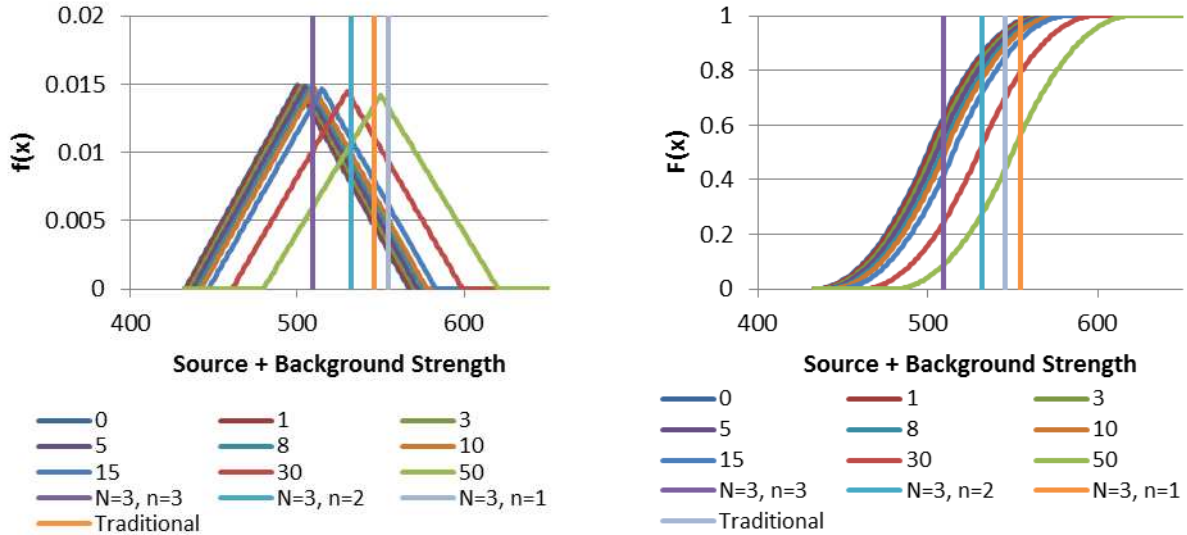 0.02
0.015
0.01
0.005
0
f(x)
400 500 600
Source + Background Strength
0 1 3
5 8 10
15 30 50
N=3, n=3 N=3, n=2 N=3, n=1
Traditional
1
0.8
0.6
0.4
0.2
0
F(x)
400 500 600
Source + Background Strength
0 1 3
5 8 10
15 30 50
N=3, n=3 N=3, n=2 N=3, n=1
Traditional